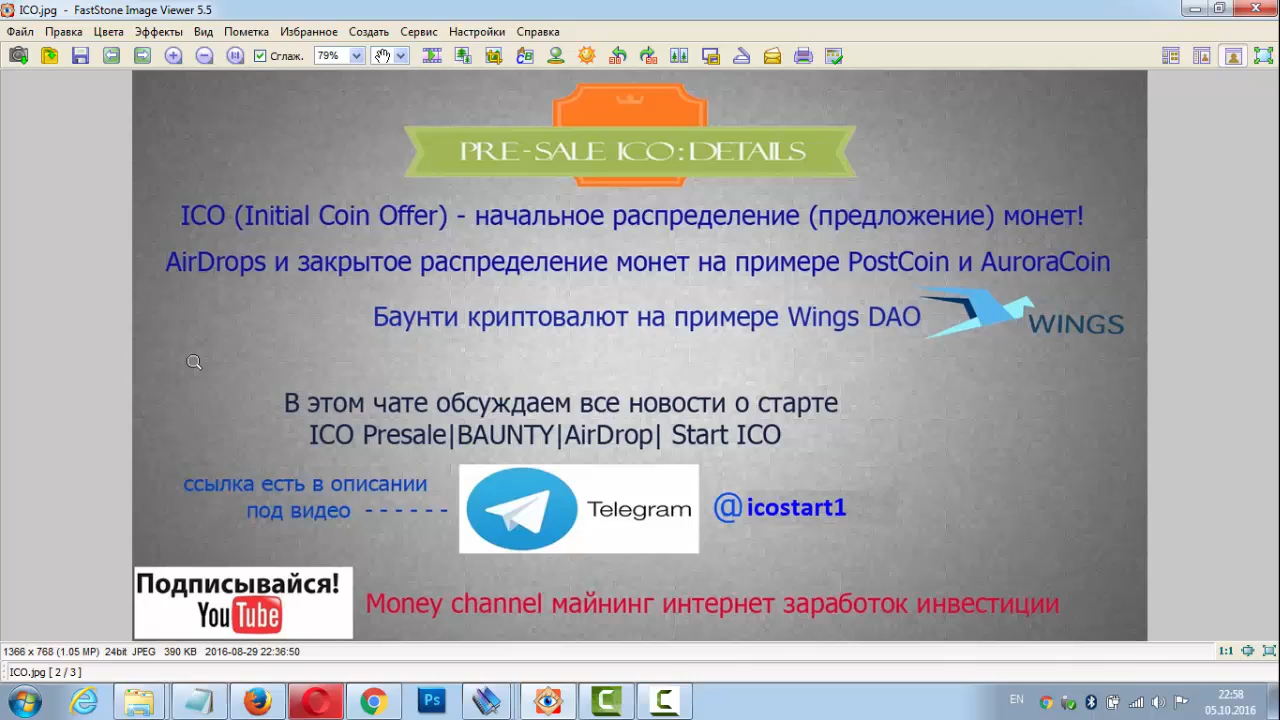 ICO.jpg - FastStone Image Viewer 5.5
Файл Правка Цвета Эффекты Вид Пометка Избранное Создать Сервис Настройки Справка
Сглаж. 79%
PRE-SALE ICO: DETAILS
ICO (Initial Coin Offer) - начальное распределение (предложение) монет!
AirDrops и закрытое распределение монет на примере PostCoin и AuroraCoin
Баунти криптовалют на примере Wings DAO
WINGS
В этом чате обсуждаем все новости о старте
ICO Presale|BAUNTY|AirDrop| Start ICO
ссылка есть в описании
под видео - - - - - -
Telegram
@icostart1
Подписывайся!
YouTube
Money channel майнинг интернет заработок инвестиции
1366 x 768 (1.05 MP) 24bit JPEG 390 KB 2016-08-29 22:36:50 1:1
ICO.jpg [ 2 / 3 ]
Ps
EN
22:58
05.10.2016